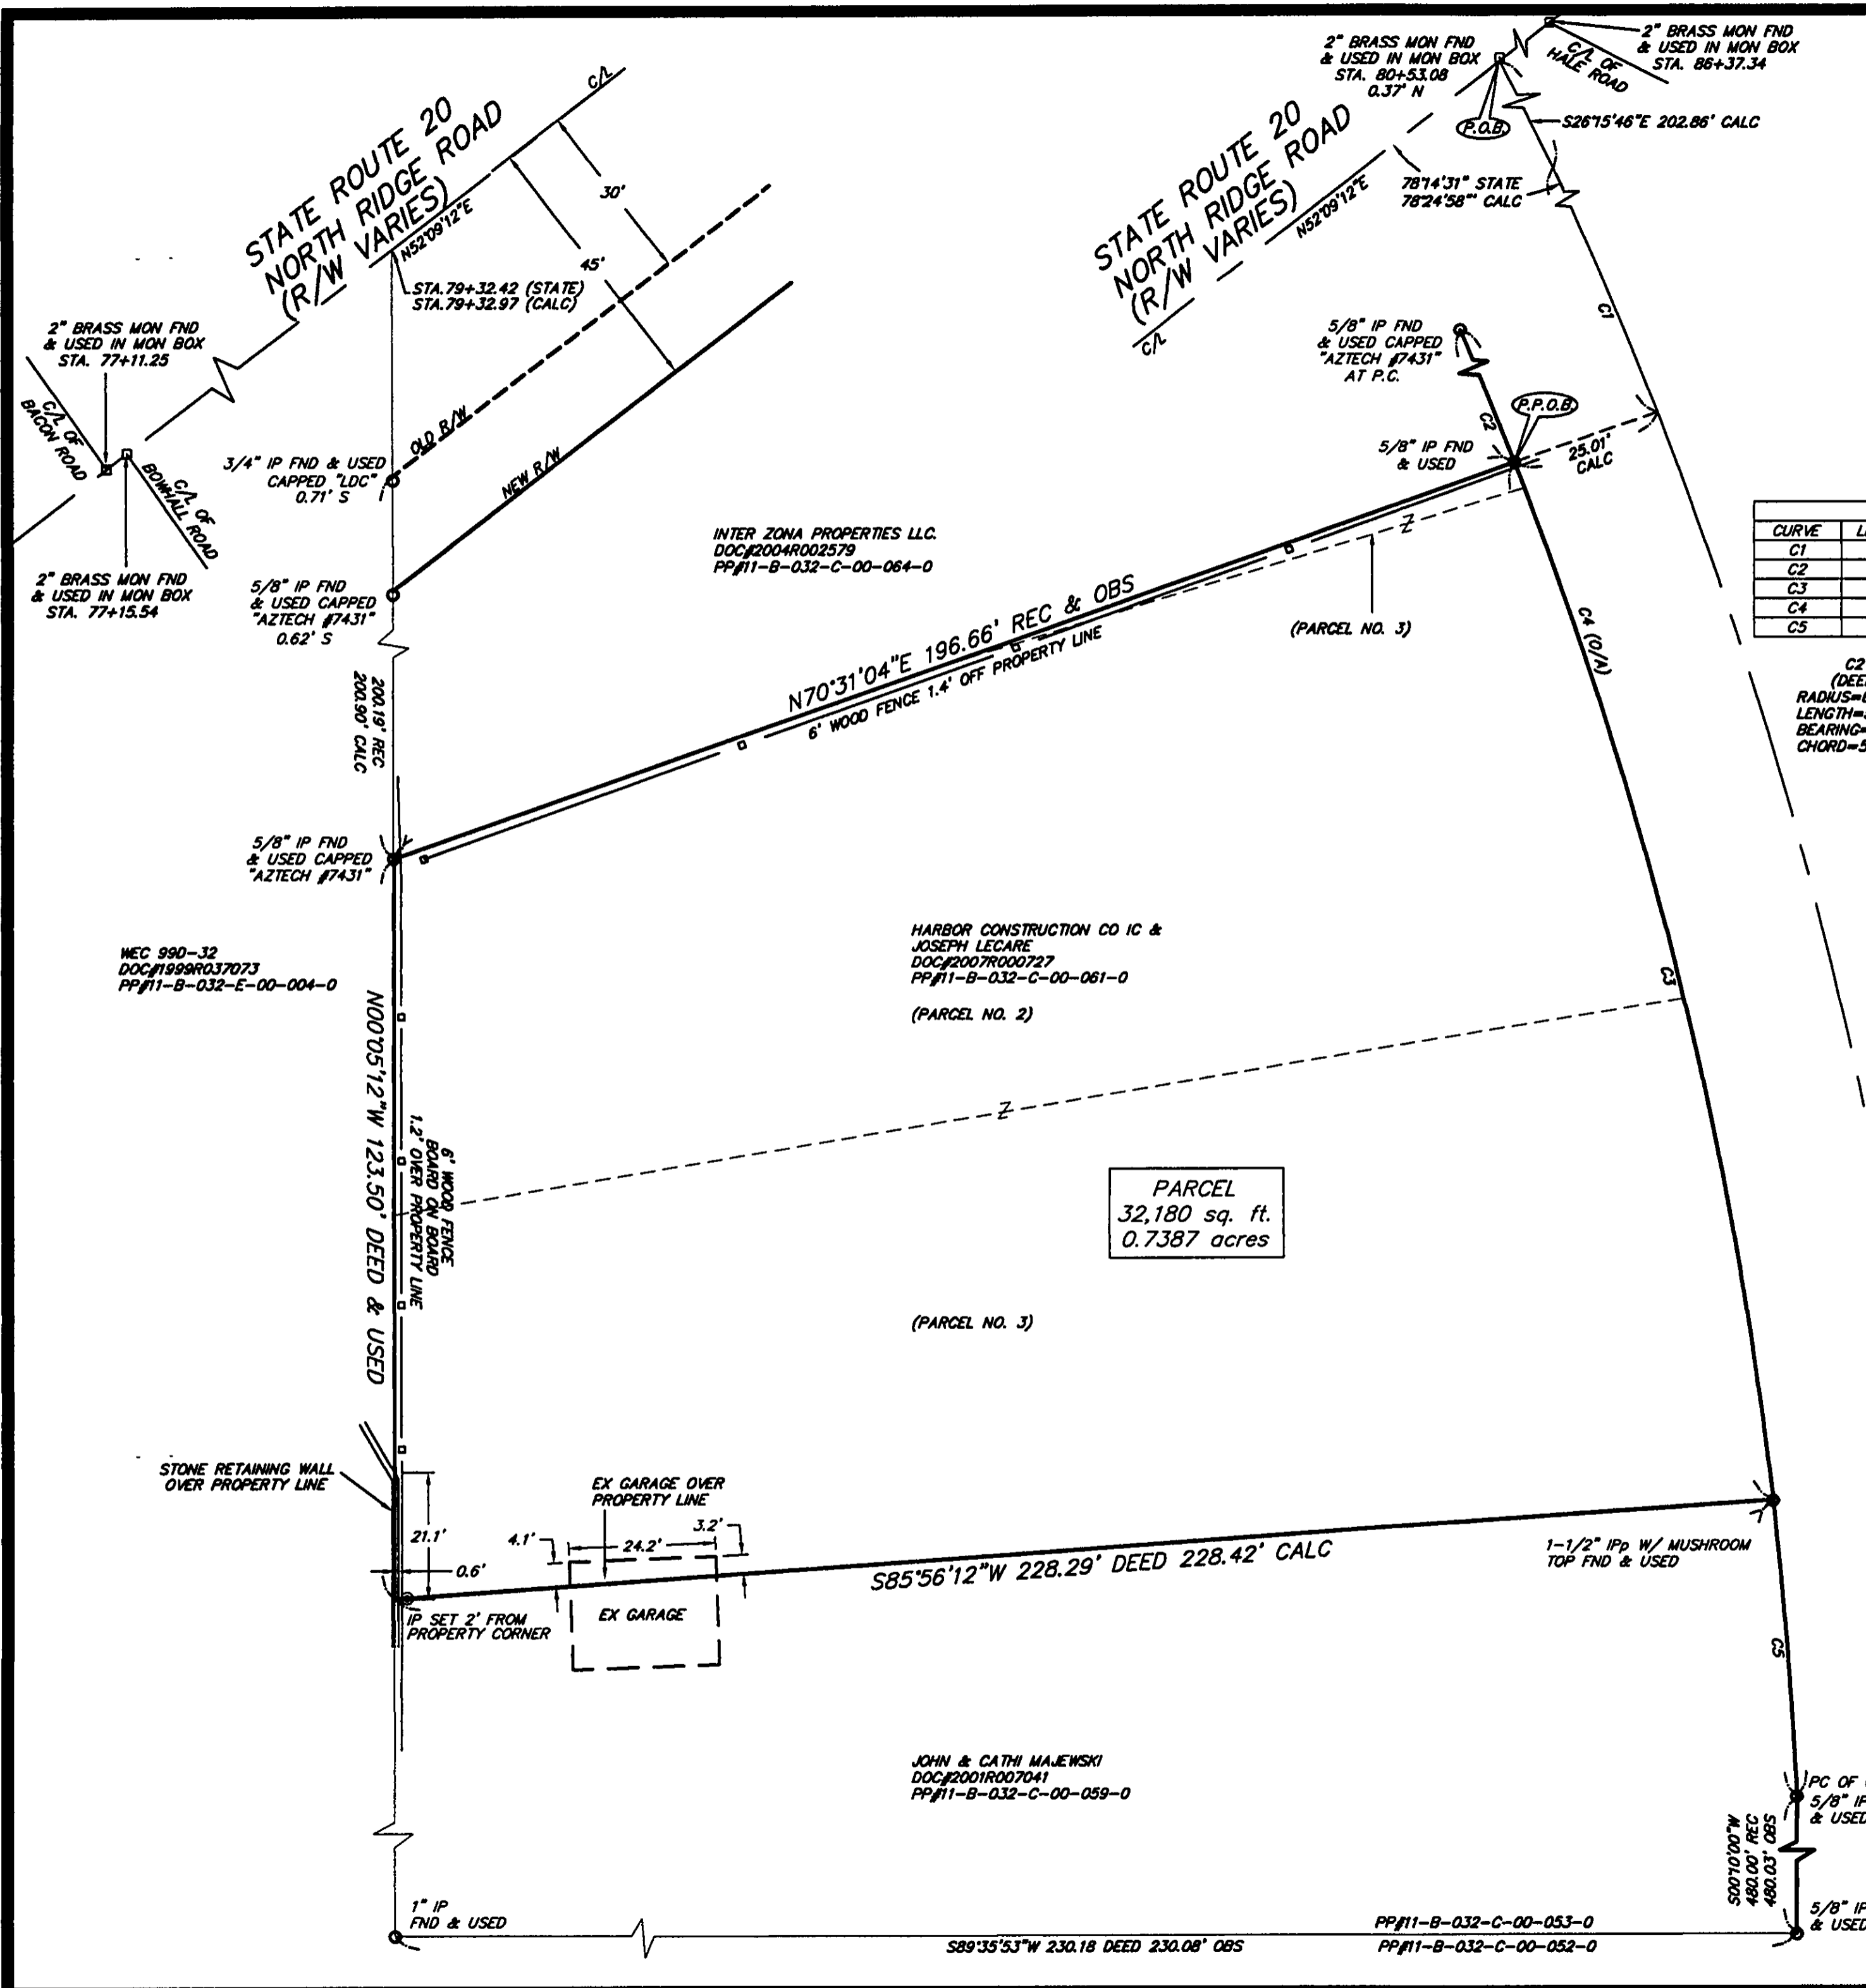 2" BRASS MON FND
& USED IN MON BOX
STA. 80+53.08
0.37' N
2" BRASS MON FND
& USED IN MON BOX
STA. 86+37.34
C/L OF
HALE ROAD
P.O.B.
S26°15'46"E 202.86' CALC
78°14'31" STATE
78°24'58"' CALC
C/L
STATE ROUTE 20
NORTH RIDGE ROAD
(R/W VARIES)
N52°09'12"E
30'
45'
STA.79+32.42 (STATE)
STA.79+32.97 (CALC)
STATE ROUTE 20
NORTH RIDGE ROAD
(R/W VARIES)
N52°09'12"E
C/L
C1
2" BRASS MON FND
& USED IN MON BOX
STA. 77+11.25
C/L OF
BACON ROAD
C/L OF
BOWHALL ROAD
2" BRASS MON FND
& USED IN MON BOX
STA. 77+15.54
OLD R/W
NEW R/W
3/4" IP FND & USED
CAPPED "LDC"
0.71' S
5/8" IP FND
& USED CAPPED
"AZTECH #7431"
0.62' S
5/8" IP FND
& USED CAPPED
"AZTECH #7431"
AT P.C.
C2
P.P.O.B.
5/8" IP FND
& USED
25.01'
CALC
INTER ZONA PROPERTIES LLC.
DOC#2004R002579
PP#11-B-032-C-00-064-0
CURVE
C1
C2
C3
C4
C5
C2
RADIUS=
LENGTH=
BEARING=
CHORD=5
N70°31'04"E 196.66' REC & OBS
6' WOOD FENCE 1.4' OFF PROPERTY LINE
Z
(PARCEL NO. 3)
C4 (O/A)
200.19' REC
200.90' CALC
5/8" IP FND
& USED CAPPED
"AZTECH #7431"
WEC 99D-32
DOC#1999R037073
PP#11-B-032-E-00-004-0
HARBOR CONSTRUCTION CO IC &
JOSEPH LECARE
DOC#2007R000727
PP#11-B-032-C-00-061-0
(PARCEL NO. 2)
C3
Z
N00°05'12"W 123.50' DEED & USED
6' WOOD FENCE
BOARD ON BOARD
1.2' OVER PROPERTY LINE
PARCEL
32,180 sq. ft.
0.7387 acres
(PARCEL NO. 3)
STONE RETAINING WALL
OVER PROPERTY LINE
21.1'
0.6'
EX GARAGE OVER
PROPERTY LINE
4.1'
24.2'
3.2'
EX GARAGE
IP SET 2' FROM
PROPERTY CORNER
S85°56'12"W 228.29' DEED 228.42' CALC
1-1/2" IPp W/ MUSHROOM
TOP FND & USED
C5
JOHN & CATHI MAJEWSKI
DOC#2001R007041
PP#11-B-032-C-00-059-0
PC OF
5/8" IP
& USED
S00°10'00"W
480.00' REC
480.03' OBS
5/8" IP
& USED
1" IP
FND & USED
S89°35'53"W 230.18 DEED 230.08' OBS
PP#11-B-032-C-00-053-0
PP#11-B-032-C-00-052-0